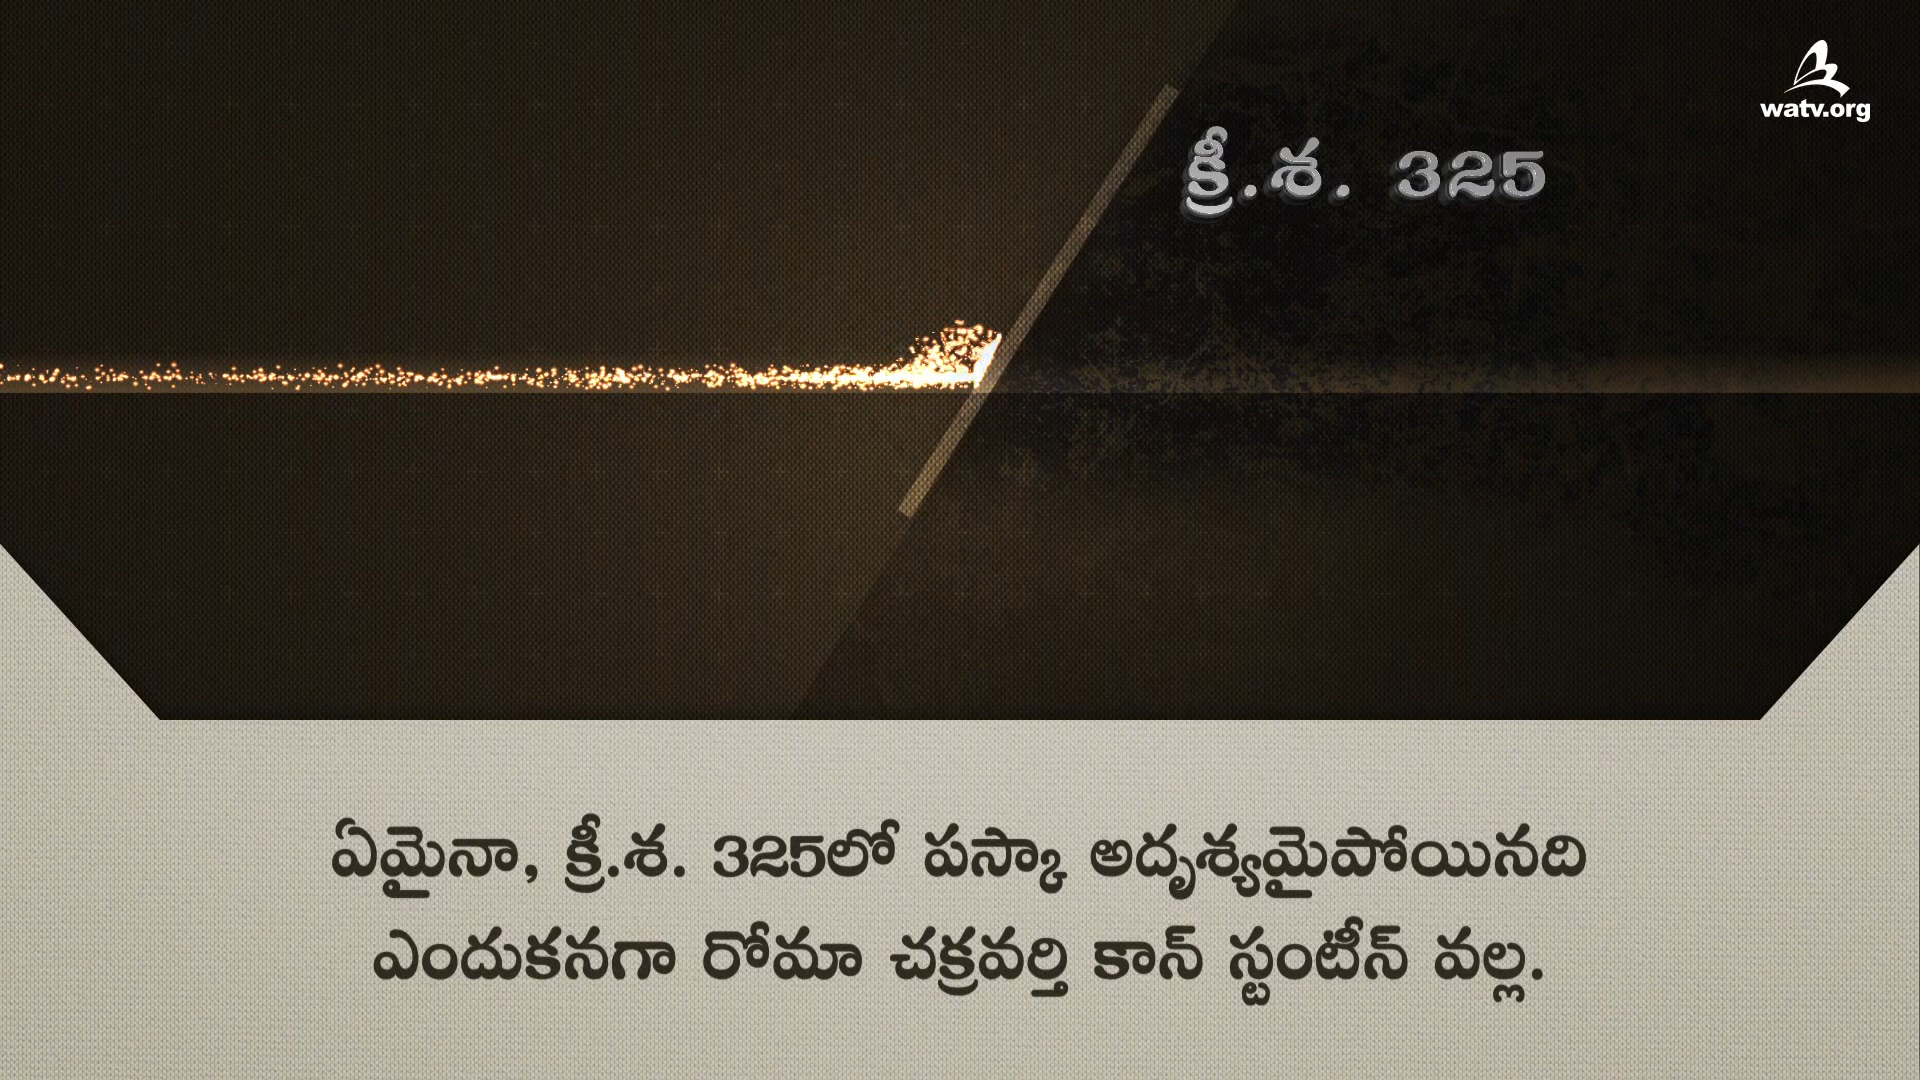 watv.org
క్రీ.శ. 325
ఏమైనా, క్రీ.శ. 325లో పస్కా అదృశ్యమైపోయినది
ఎందుకనగా రోమా చక్రవర్తి కాన్ స్టంటీన్ వల్ల.